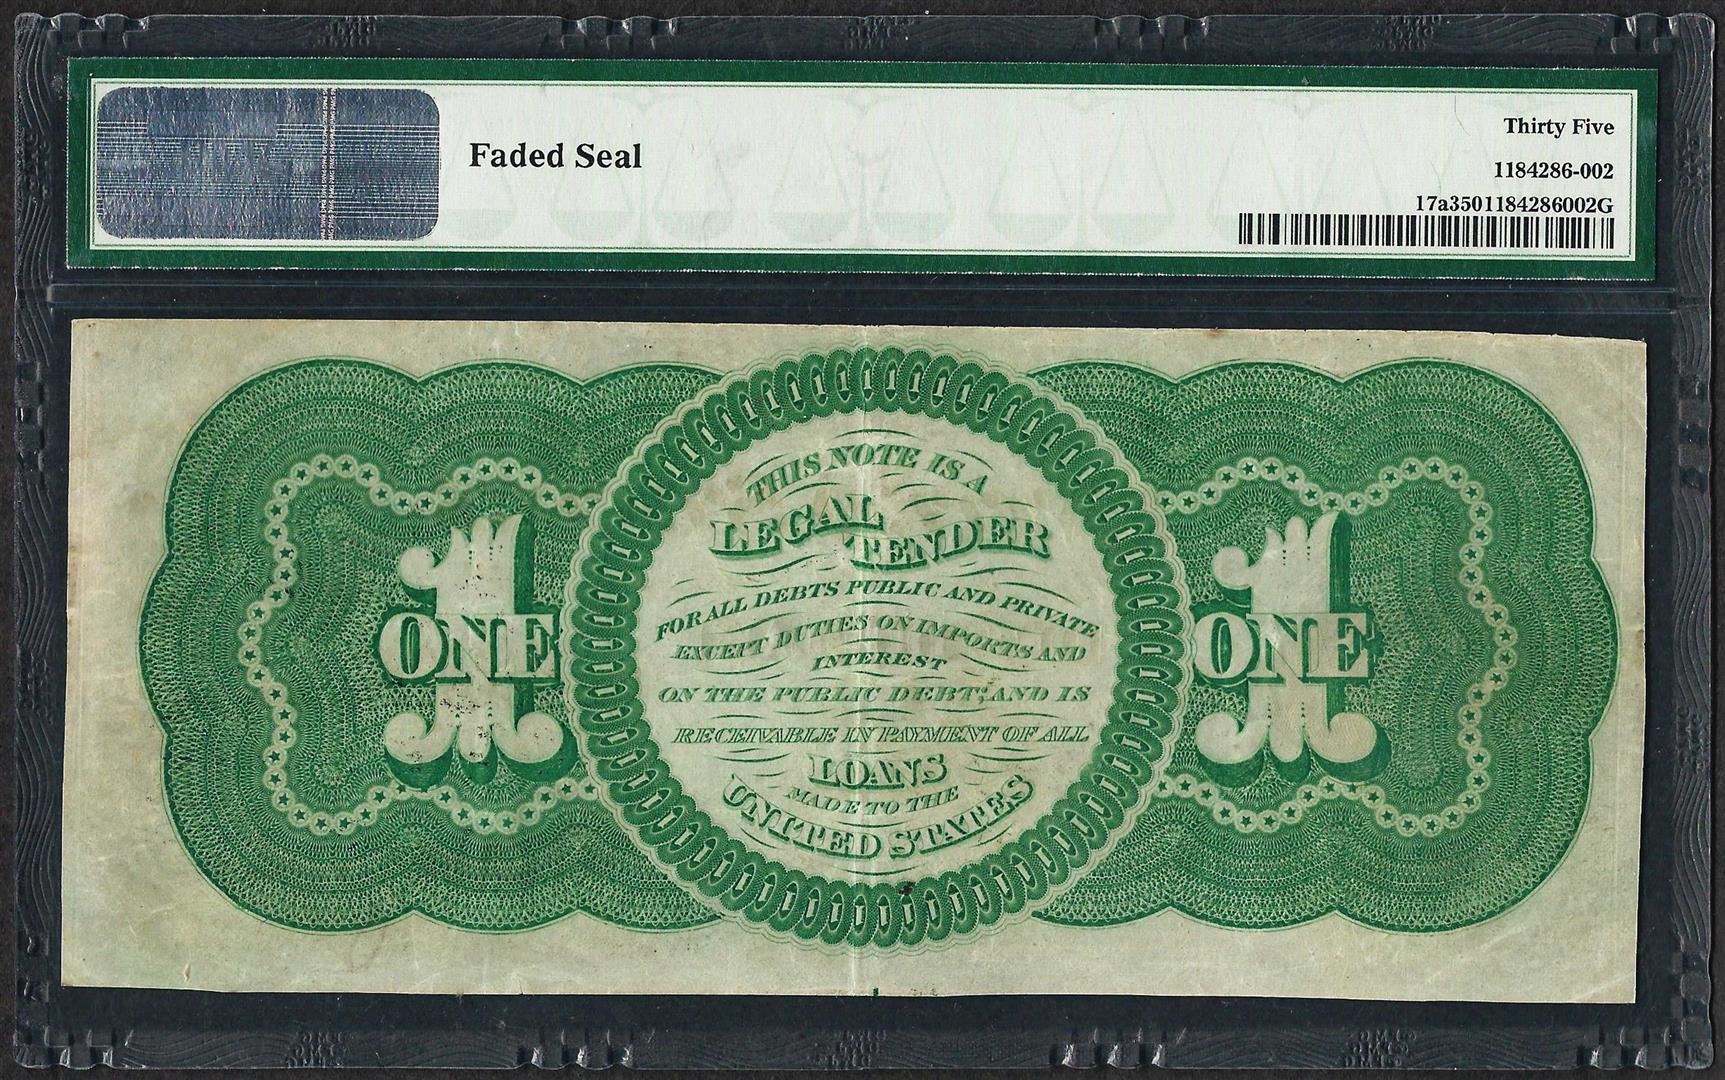 Faded Seal
Thirty Five
1184286-002
17a3501184286002G
THIS NOTE IS A
LEGAL
TENDER
FOR ALL DEBTS PUBLIC AND PRIVATE
EXCEPT DUTIES ON IMPORTS AND
INTEREST
ON THE PUBLIC DEBT; AND IS
RECEIVABLE IN PAYMENT OF ALL
LOANS
MADE TO THE
UNITED STATES
1
ONE
1
ONE